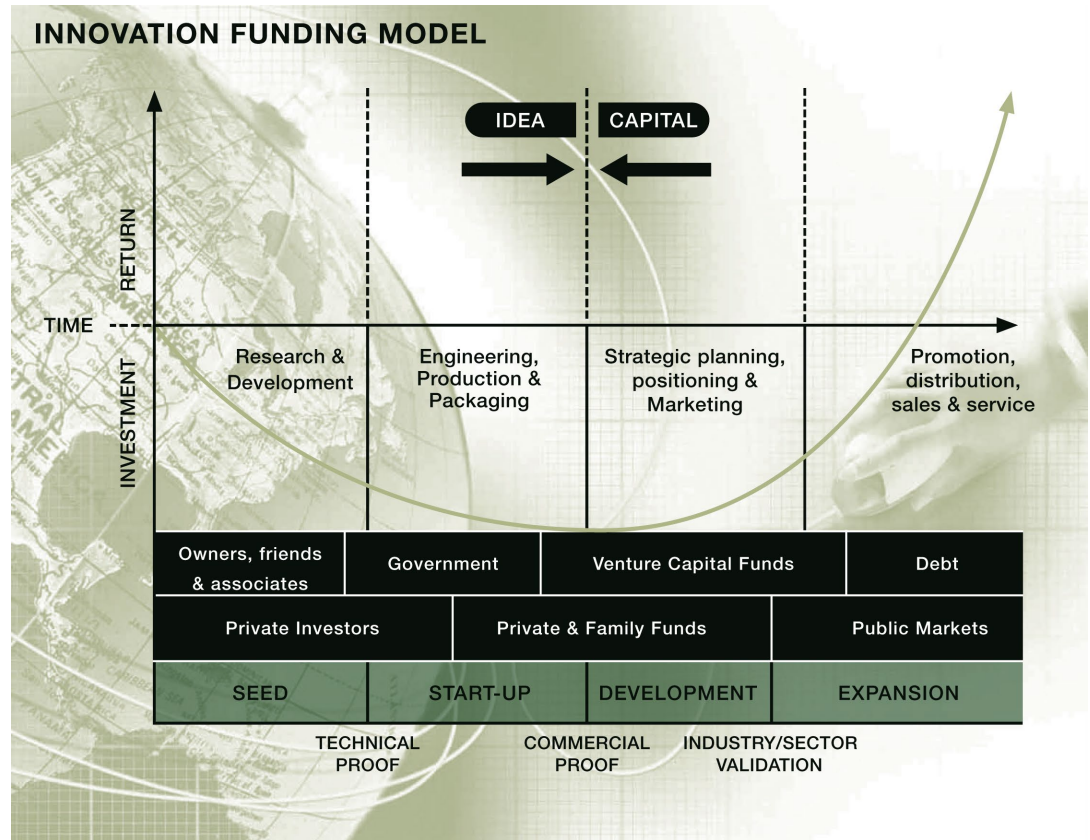 INNOVATION FUNDING MODEL
IDEA
CAPITAL
RETURN
TIME
INVESTMENT
Research &
Development
Engineering,
Production &
Packaging
Strategic planning,
positioning &
Marketing
Promotion,
distribution,
sales & service
Owners, friends
& associates
Government
Venture Capital Funds
Debt
Private Investors
Private & Family Funds
Public Markets
SEED
START-UP
DEVELOPMENT
EXPANSION
TECHNICAL
PROOF
COMMERCIAL
PROOF
INDUSTRY/SECTOR
VALIDATION